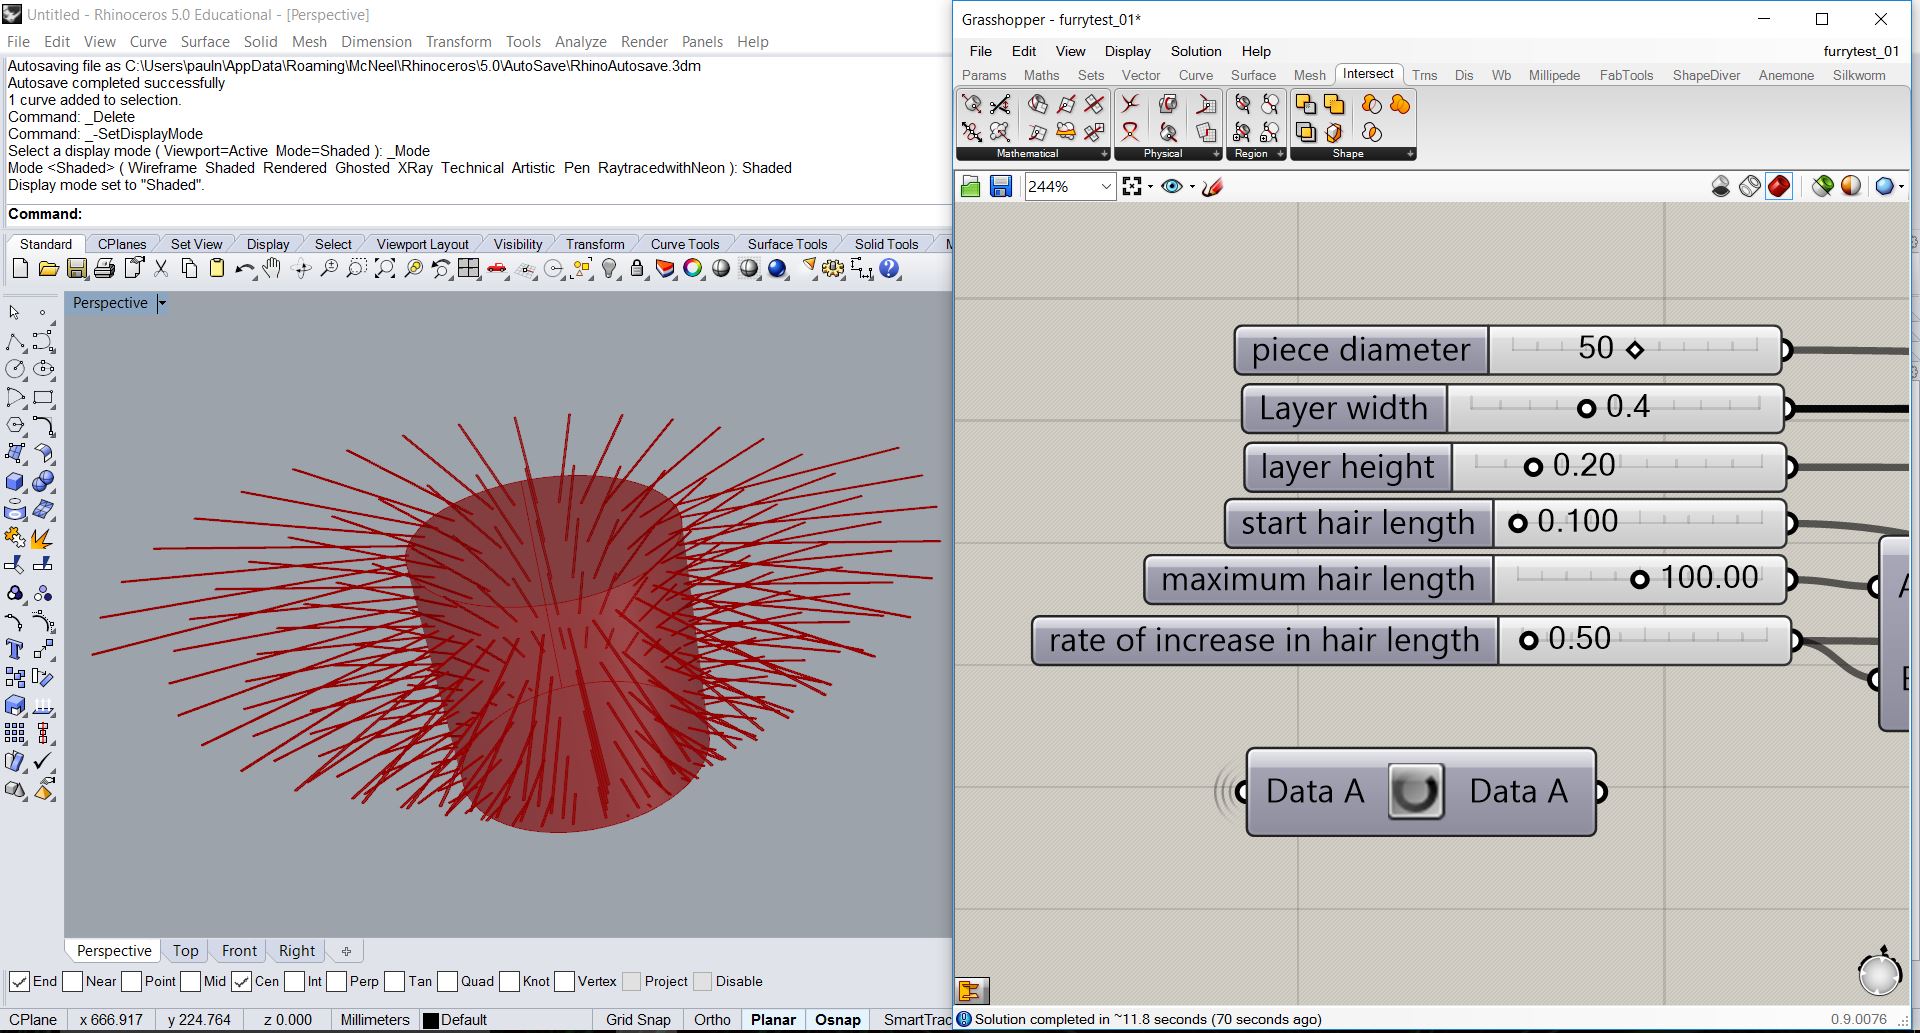 Untitled - Rhinoceros 5.0 Educational - [Perspective]
File Edit View Curve Surface Solid Mesh Dimension Transform Tools Analyze Render Panels Help
Autosaving file as C:\Users\pauln\AppData\Roaming\McNeel\Rhinoceros\5.0\AutoSave\RhinoAutosave.3dm
Autosave completed successfully
1 curve added to selection.
Command: _Delete
Command: _-SetDisplayMode
Select a display mode ( Viewport=Active Mode=Shaded ): _Mode
Mode <Shaded> ( Wireframe Shaded Rendered Ghosted XRay Technical Artistic Pen RaytracedwithNeon ): Shaded
Display mode set to "Shaded".
Command:
Standard CPlanes Set View Display Select Viewport Layout Visibility Transform Curve Tools Surface Tools Solid Tools
Perspective
Perspective Top Front Right
End Near Point Mid Cen Int Perp Tan Quad Knot Vertex Project Disable
CPlane x 666.917 y 224.764 z 0.000 Millimeters Default Grid Snap Ortho Planar Osnap SmartTrac
Grasshopper - furrytest_01*
File Edit View Display Solution Help furrytest_01
Params Maths Sets Vector Curve Surface Mesh Intersect Trns Dis Wb Millipede FabTools ShapeDiver Anemone Silkworm
Mathematical Physical Region Shape
244%
piece diameter 50
Layer width 0.4
layer height 0.20
start hair length 0.100
maximum hair length 100.00
rate of increase in hair length 0.50
Data A Data A
Solution completed in ~11.8 seconds (70 seconds ago) 0.9.0076